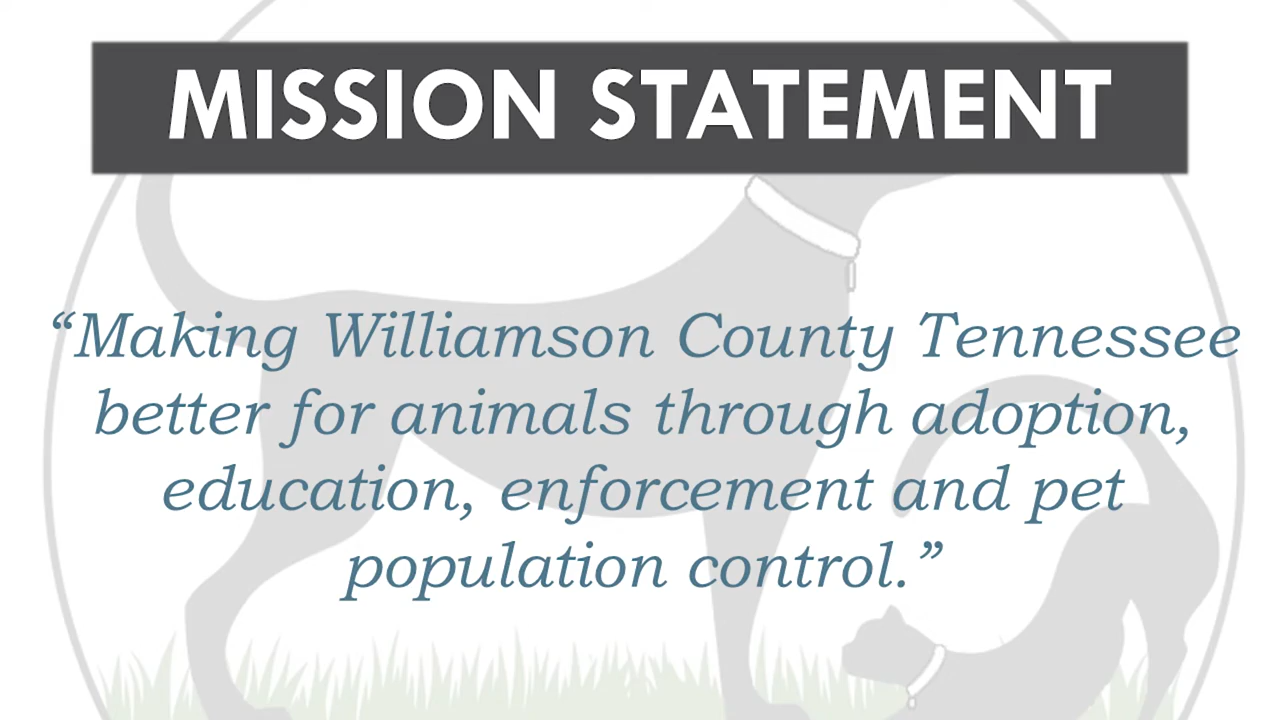 MISSION STATEMENT
“Making Williamson County Tennessee
better for animals through adoption,
education, enforcement and pet
population control.”